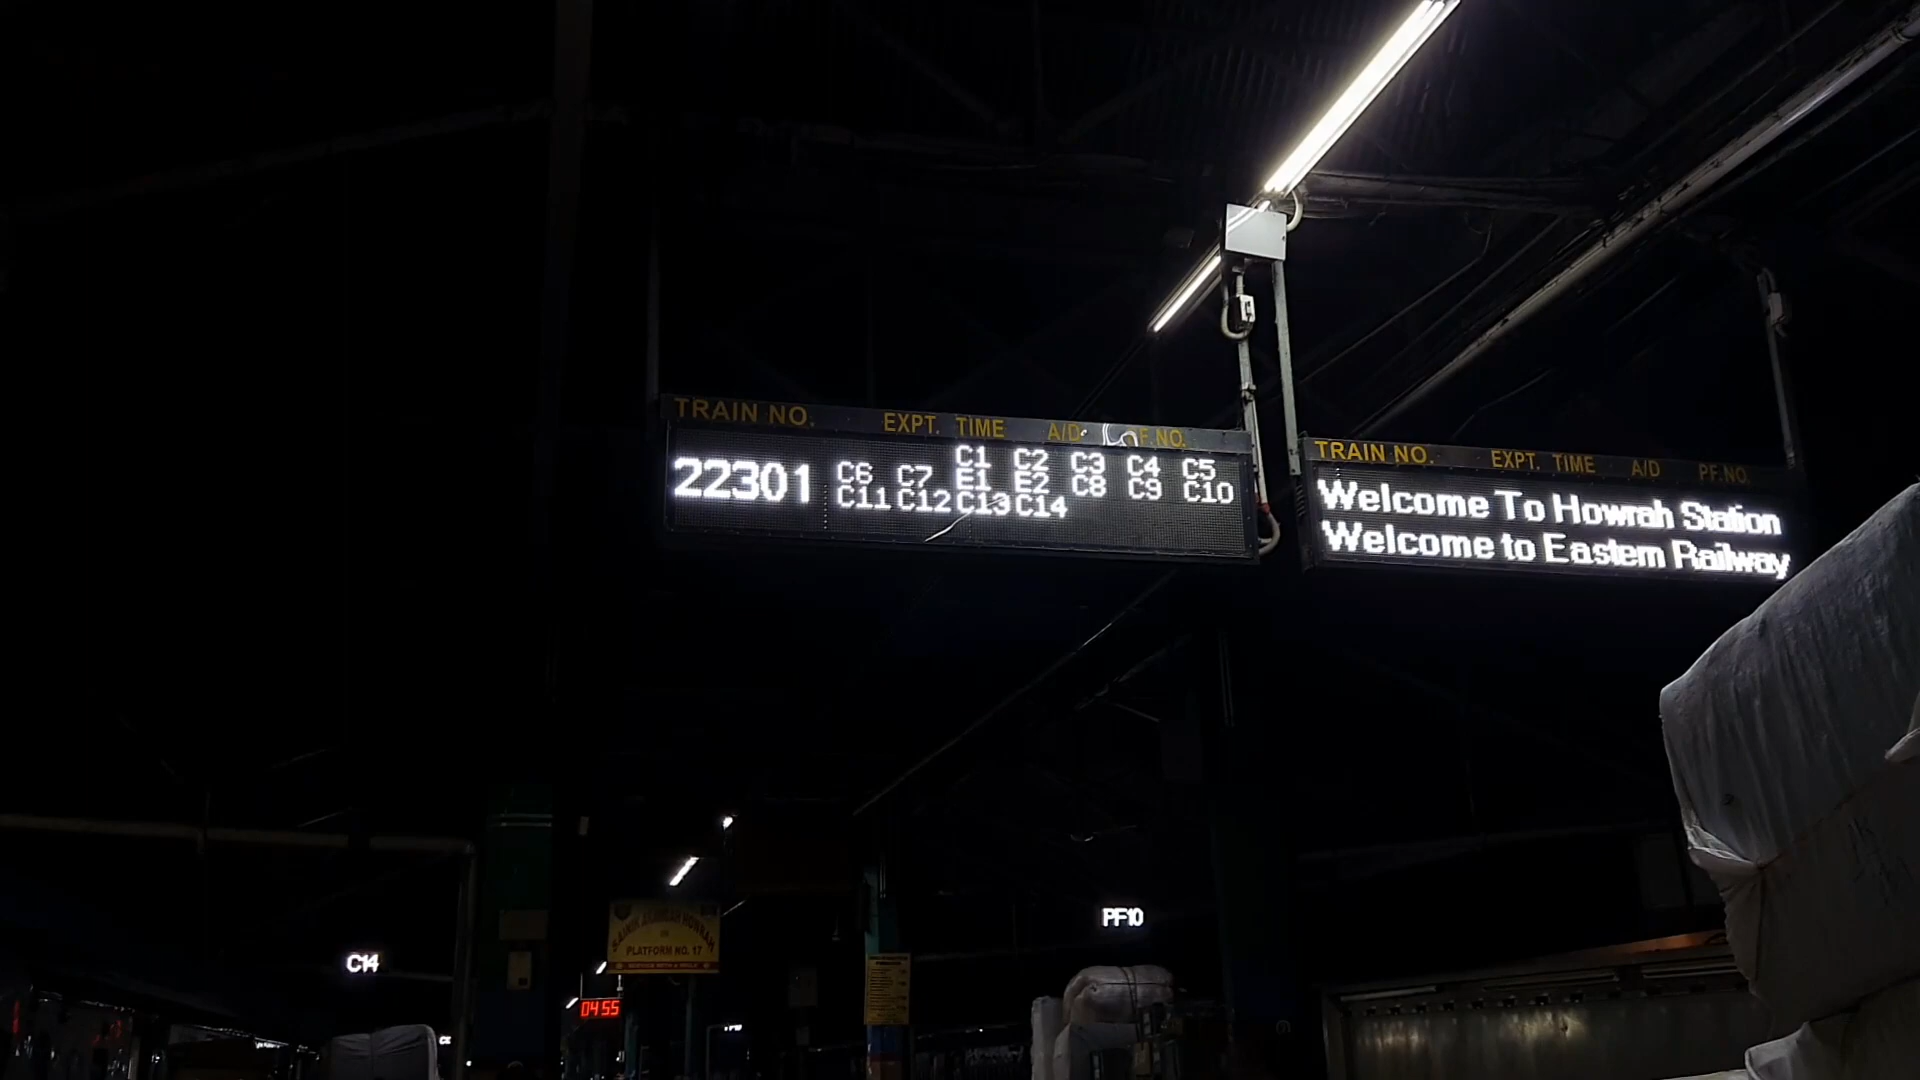 TRAIN NO. EXPT. TIME A/D P.F.NO.
22301
C1 C2 C3 C4 C5
C6 C7 E1 E2 C8 C9 C10
C11 C12 C13 C14
TRAIN NO. EXPT. TIME A/D PF.NO.
Welcome To Howrah Station
Welcome to Eastern Railway
PF10
PLATFORM NO. 17
C14
04 55